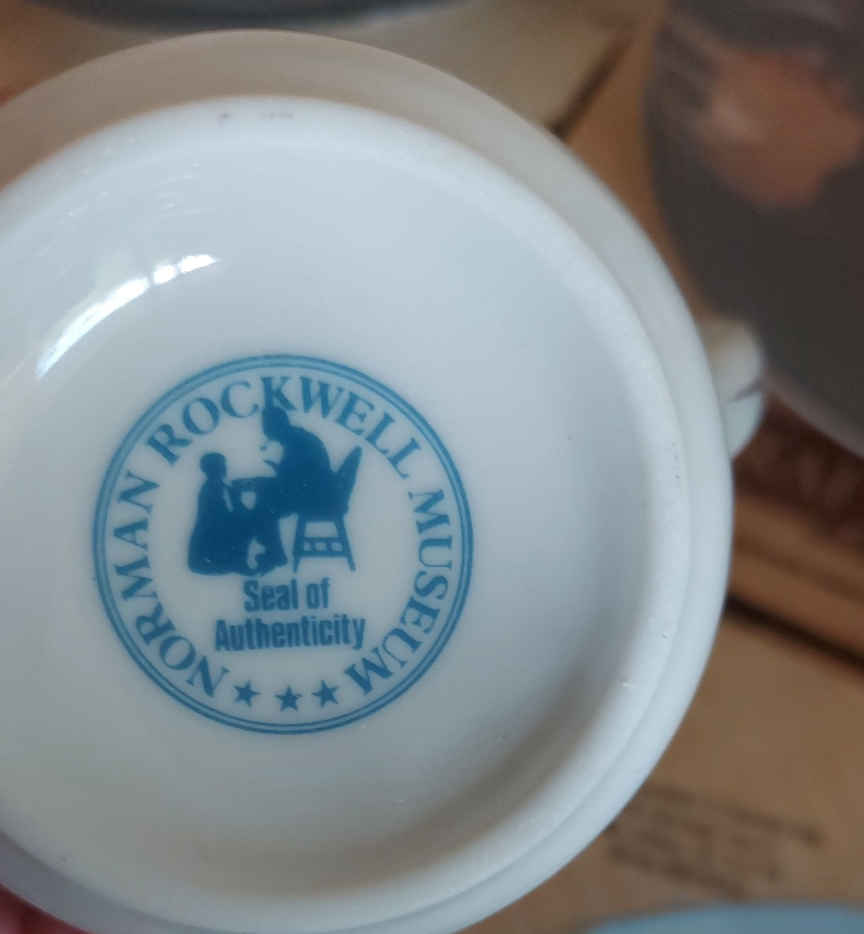 NORMAN ROCKWELL MUSEUM
Seal of
Authenticity